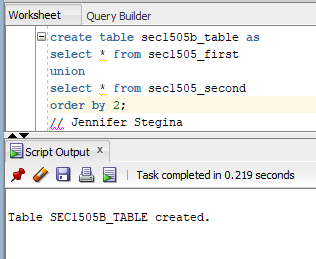 Worksheet Query Builder
create table sec1505b_table as
select * from sec1505_first
union
select * from sec1505_second
order by 2;
// Jennifer Stegina
Script Output x
Task completed in 0.219 seconds
Table SEC1505B_TABLE created.